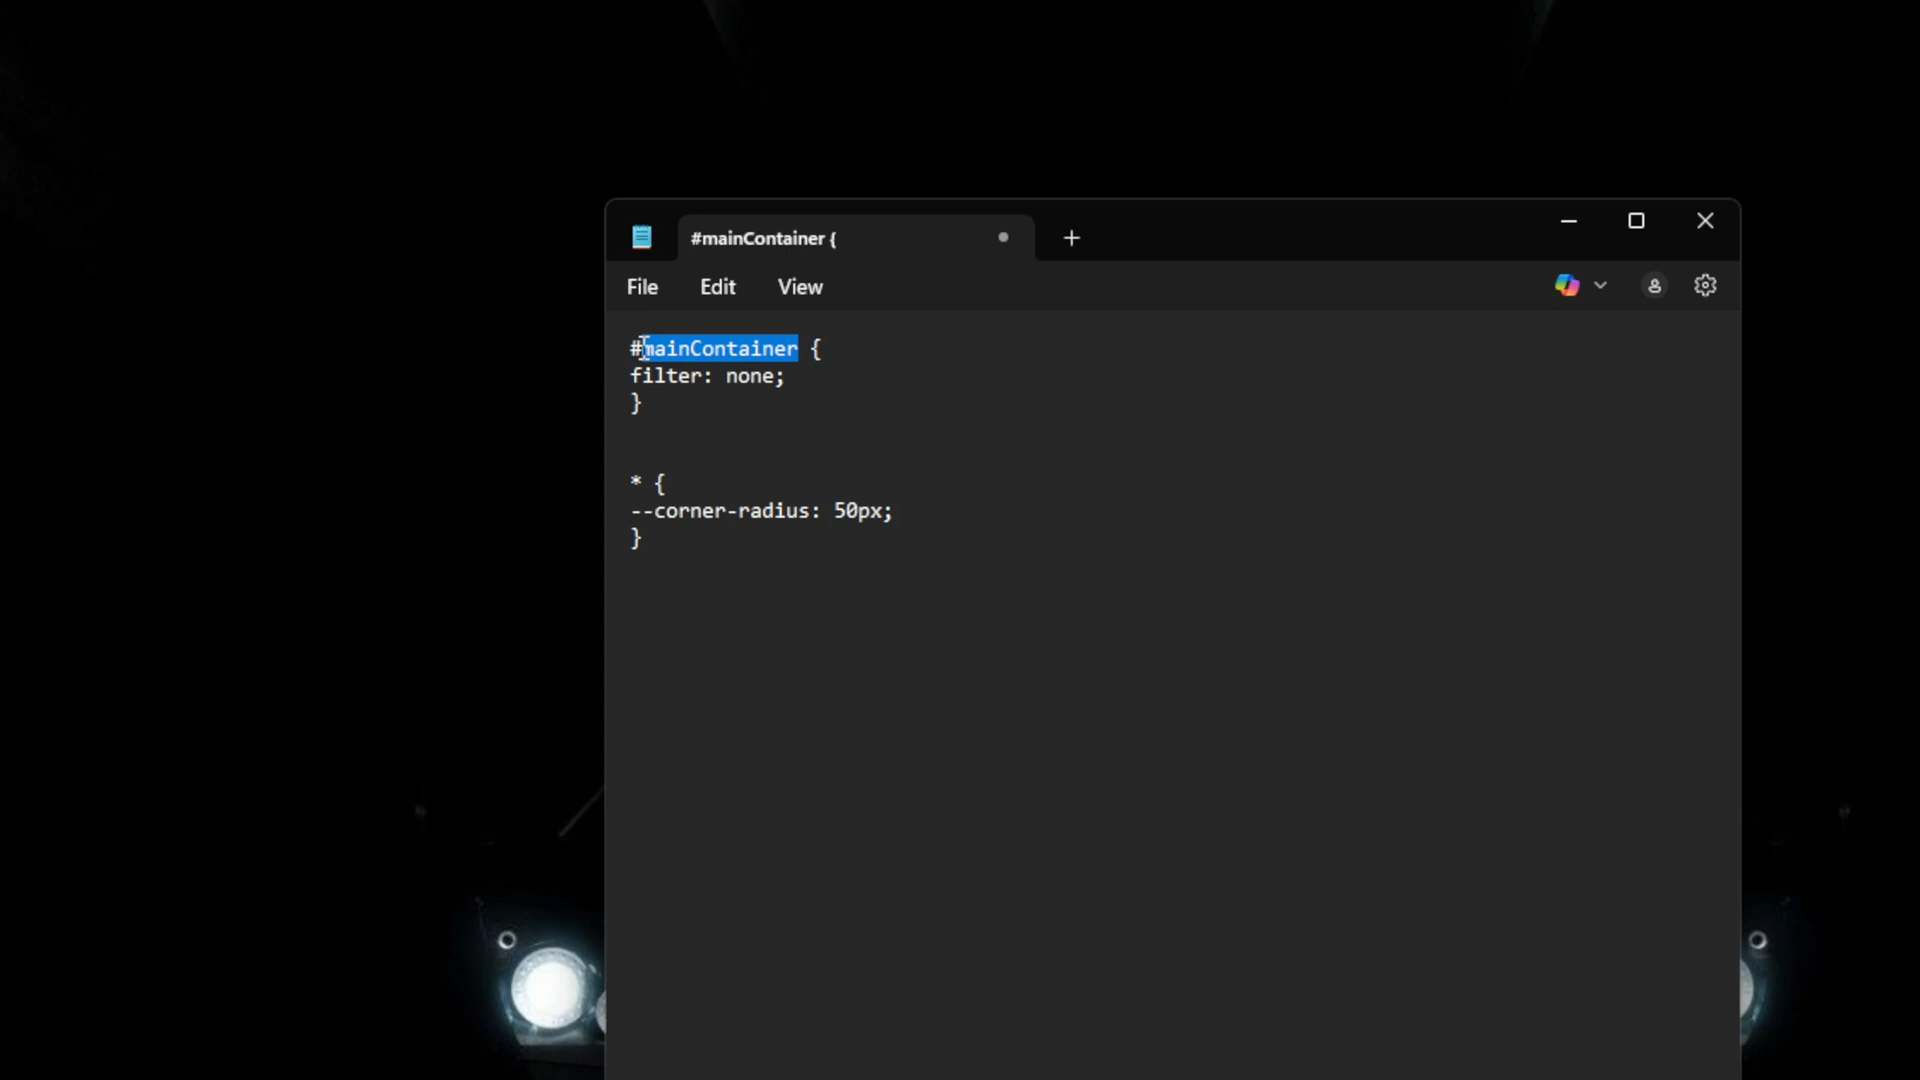 #mainContainer {
File Edit View
#mainContainer {
filter: none;
}
* {
--corner-radius: 50px;
}